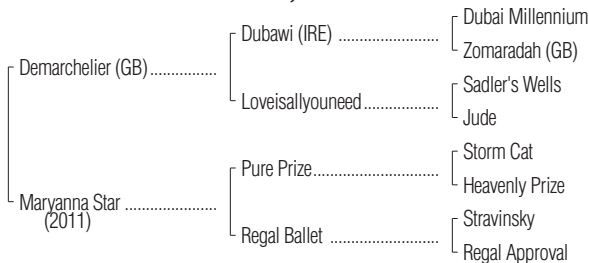 Dubai Millennium
Dubawi (IRE) ......................
Zomaradah (GB)
Demarchelier (GB) ...............
Sadler's Wells
Loveisallyouneed .................
Jude
Storm Cat
Pure Prize ...........................
Heavenly Prize
Maryanna Star ....................
(2011)
Stravinsky
Regal Ballet ........................
Regal Approval